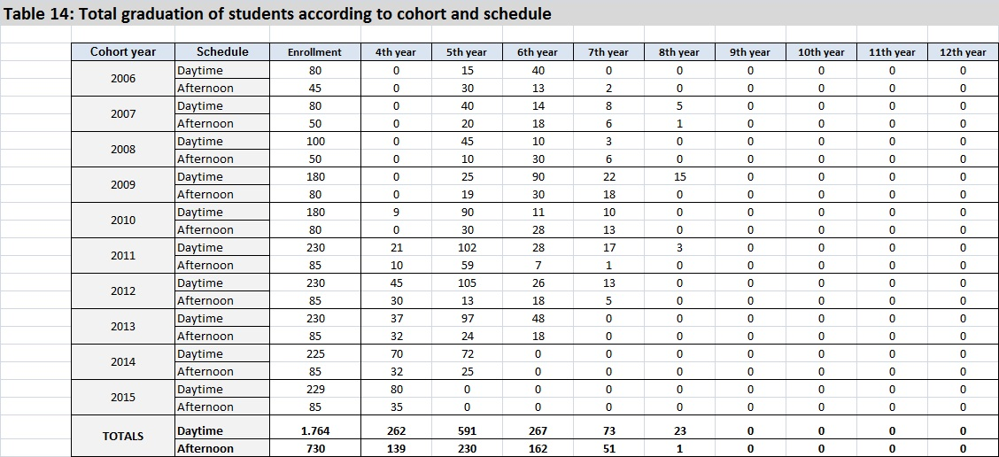 Table 14: Total graduation of students according to cohort and schedule
Cohort year Schedule Enrollment 4th year 5th year 6th year 7th year 8th year 9th year 10th year 11th year 12th year
2006 Daytime 80 0 15 40 0 0 0 0 0 0
Afternoon 45 0 30 13 2 0 0 0 0 0
2007 Daytime 80 0 40 14 8 5 0 0 0 0
Afternoon 50 0 20 18 6 1 0 0 0 0
2008 Daytime 100 0 45 10 3 0 0 0 0 0
Afternoon 50 0 10 30 6 0 0 0 0 0
2009 Daytime 180 0 25 90 22 15 0 0 0 0
Afternoon 80 0 19 30 18 0 0 0 0 0
2010 Daytime 180 9 90 11 10 0 0 0 0 0
Afternoon 80 0 30 28 13 0 0 0 0 0
2011 Daytime 230 21 102 28 17 3 0 0 0 0
Afternoon 85 10 59 7 1 0 0 0 0 0
2012 Daytime 230 45 105 26 13 0 0 0 0 0
Afternoon 85 30 13 18 5 0 0 0 0 0
2013 Daytime 230 37 97 48 0 0 0 0 0 0
Afternoon 85 32 24 18 0 0 0 0 0 0
2014 Daytime 225 70 72 0 0 0 0 0 0 0
Afternoon 85 32 25 0 0 0 0 0 0 0
2015 Daytime 229 80 0 0 0 0 0 0 0 0
Afternoon 85 35 0 0 0 0 0 0 0 0
TOTALS Daytime 1.764 262 591 267 73 23 0 0 0 0
Afternoon 730 139 230 162 51 1 0 0 0 0